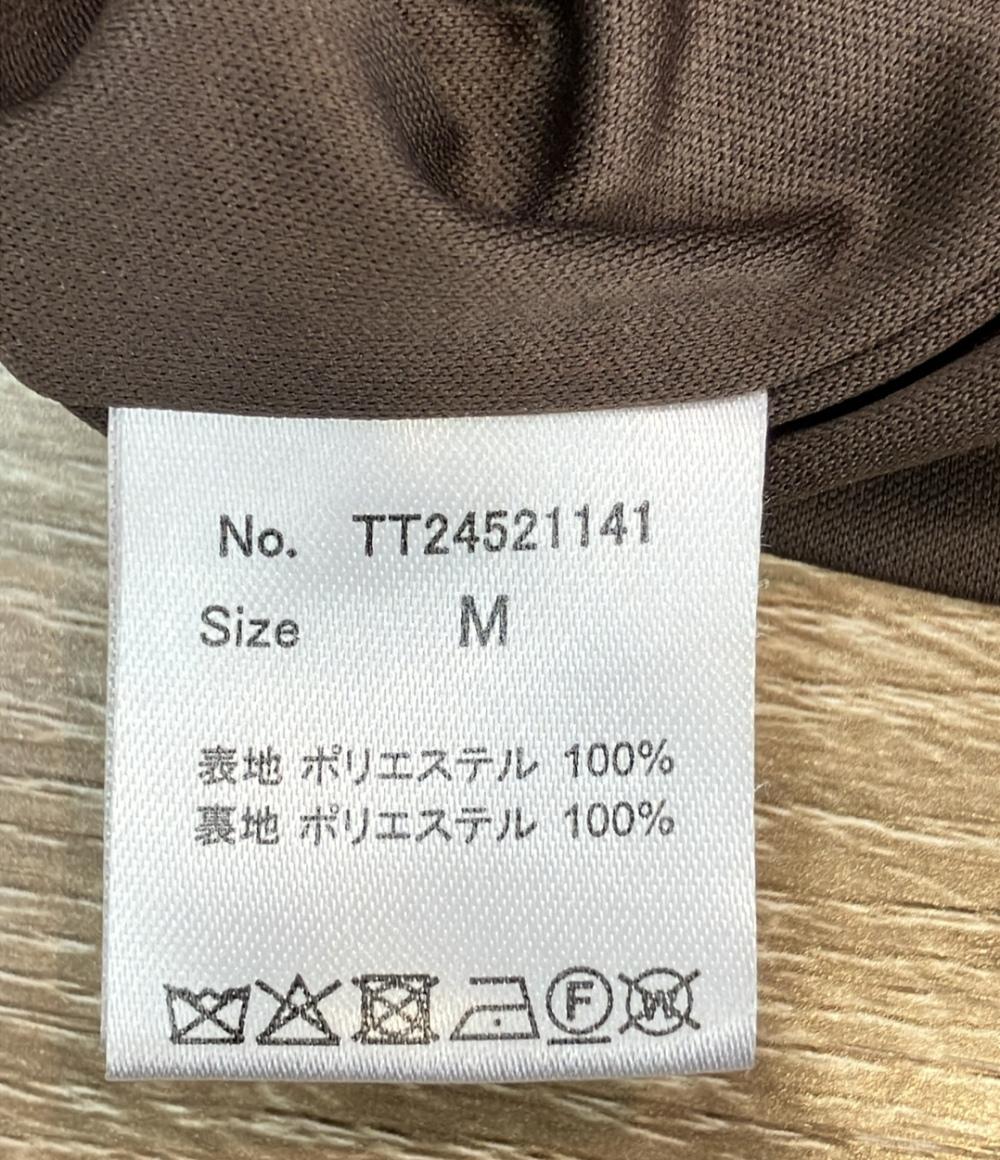 No. TT24521141
Size M
表地 ポリエステル 100%
裏地 ポリエステル 100%
F W